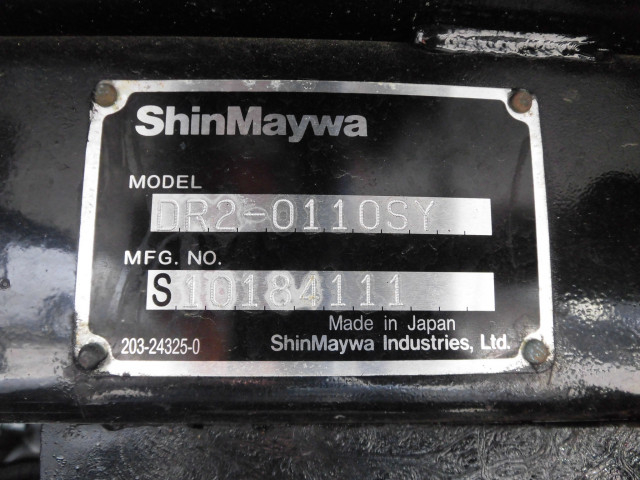 ShinMaywa
MODEL
DR2-0110SY
MFG. NO.
S10184111
Made in Japan
203-24325-0
ShinMaywa Industries, Ltd.